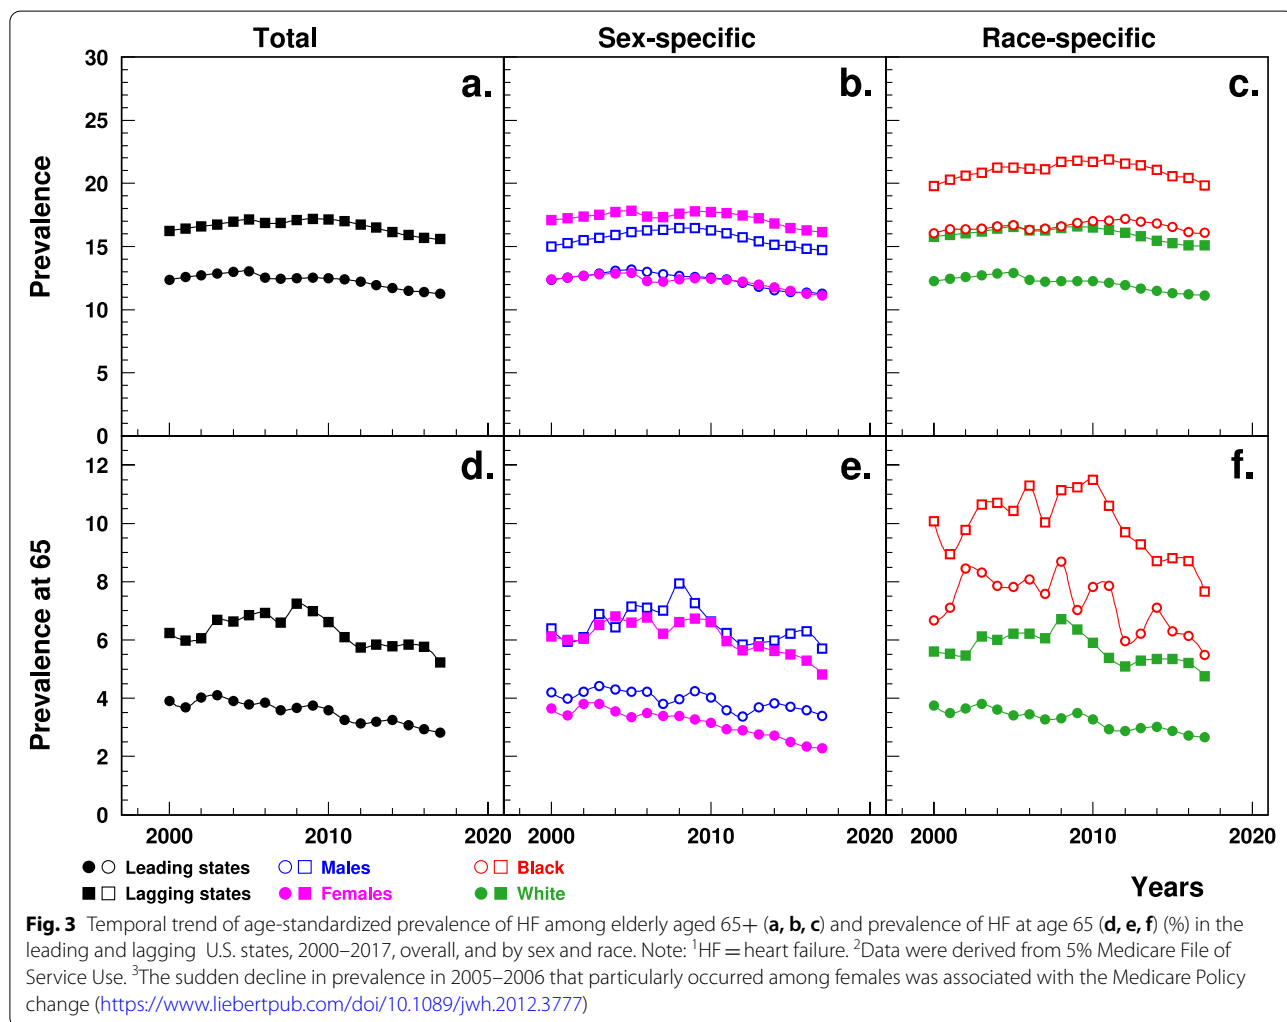 Total Sex-specific Race-specific
30 a. b. c.
25
20
15
10
5
0
Prevalence
12 d. e. f.
10
8
6
4
2
0
Prevalence at 65
2000 2010 2020 2000 2010 2020 2000 2010 2020
Leading states Males Black
Lagging states Females White
Years
Fig. 3 Temporal trend of age-standardized prevalence of HF among elderly aged 65+ (a, b, c) and prevalence of HF at age 65 (d, e, f) (%) in the
leading and lagging U.S. states, 2000–2017, overall, and by sex and race. Note: ¹HF = heart failure. ²Data were derived from 5% Medicare File of
Service Use. ³The sudden decline in prevalence in 2005–2006 that particularly occurred among females was associated with the Medicare Policy
change (https://www.liebertpub.com/doi/10.1089/jwh.2012.3777)